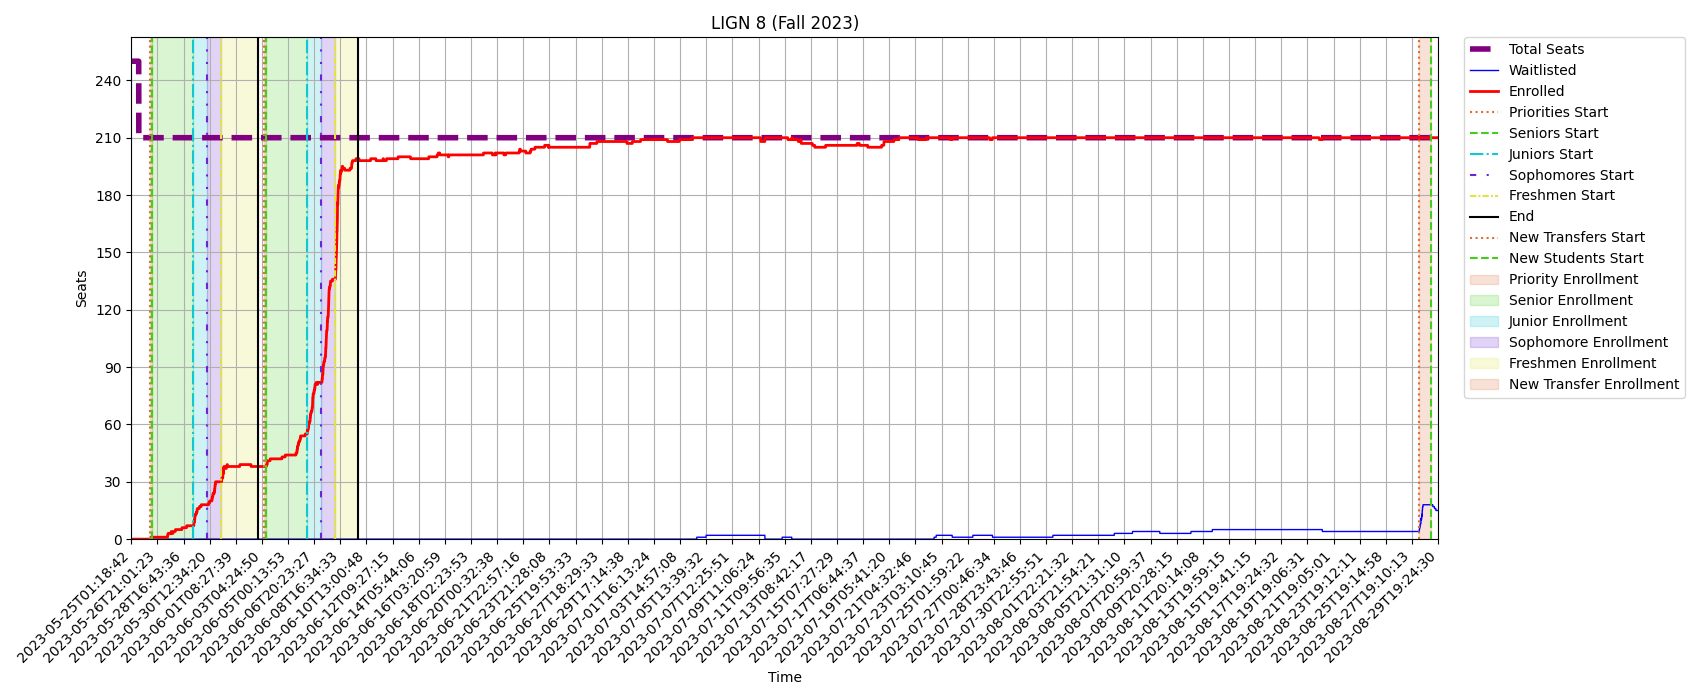 LIGN 8 (Fall 2023)
Seats
240
210
180
150
120
90
60
30
0
2023-05-25T01:18:42
2023-05-26T21:01:23
2023-05-28T16:43:36
2023-05-30T12:34:20
2023-06-01T08:27:39
2023-06-03T04:24:50
2023-06-05T00:13:53
2023-06-06T20:23:27
2023-06-08T16:34:33
2023-06-10T13:00:48
2023-06-12T09:27:15
2023-06-14T05:44:06
2023-06-16T03:20:59
2023-06-18T02:23:53
2023-06-20T00:32:38
2023-06-21T22:57:16
2023-06-23T21:28:08
2023-06-25T19:53:33
2023-06-27T18:29:33
2023-06-29T17:14:38
2023-07-01T16:13:24
2023-07-03T14:57:08
2023-07-05T13:39:32
2023-07-07T12:25:51
2023-07-09T11:06:24
2023-07-11T09:56:35
2023-07-13T08:42:17
2023-07-15T07:27:29
2023-07-17T06:44:37
2023-07-19T05:41:20
2023-07-21T04:32:46
2023-07-23T03:10:45
2023-07-25T01:59:22
2023-07-27T00:46:34
2023-07-28T23:43:46
2023-07-30T22:55:51
2023-08-01T22:21:32
2023-08-03T21:54:21
2023-08-05T21:31:10
2023-08-07T20:59:37
2023-08-09T20:28:15
2023-08-11T20:14:08
2023-08-13T19:59:15
2023-08-15T19:41:15
2023-08-17T19:24:32
2023-08-19T19:06:31
2023-08-21T19:05:01
2023-08-23T19:12:11
2023-08-25T19:14:58
2023-08-27T19:10:13
2023-08-29T19:24:30
Time
Total Seats
Waitlisted
Enrolled
Priorities Start
Seniors Start
Juniors Start
Sophomores Start
Freshmen Start
End
New Transfers Start
New Students Start
Priority Enrollment
Senior Enrollment
Junior Enrollment
Sophomore Enrollment
Freshmen Enrollment
New Transfer Enrollment